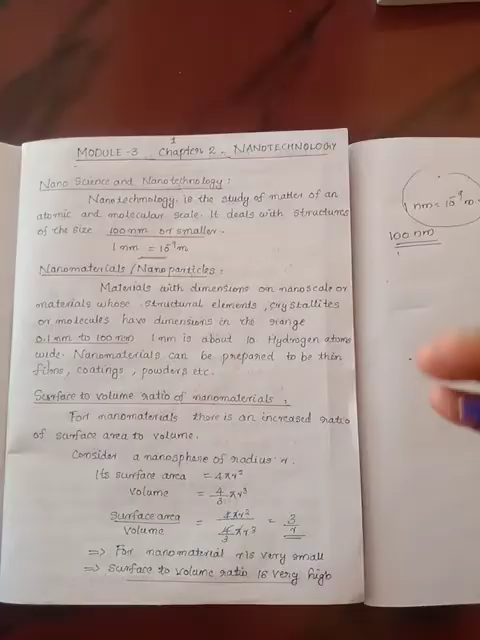 1
MODULE-3 Chapter 2 - NANOTECHNOLOGY
Nano Science and Nanotechnology:
Nanotechnology is the study of matter of an
atomic and molecular scale. It deals with structures
of the size 100nm or smaller.
1 nm = 10⁻⁹m
Nanomaterials/Nanoparticles:
Materials with dimensions on nanoscale or
materials whose structural elements, crystallites
or molecules have dimensions in the range
0.1nm to 100nm 1nm is about 10 Hydrogen atoms
wide. Nanomaterials can be prepared to be thin
films, coatings, powders etc.
Surface to volume ratio of nanomaterials:
For nanomaterials there is an increased ratio
of surface area to volume.
Consider a nanosphere of radius r.
Its surface area = 4πr²
Volume = 4/3 πr³
Surface area / Volume = 4πr² / 4/3 πr³ = 3/r
⇒ For nanomaterial r is very small
⇒ Surface to volume ratio is very high
1 nm = 10⁻⁹ m
100 nm